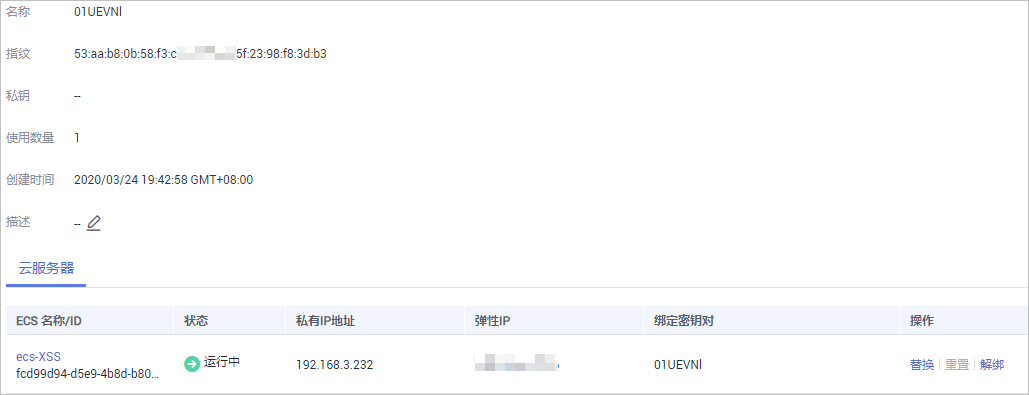 名称 01UEVNl
指纹 53:aa:b8:0b:58:f3:c 5f:23:98:f8:3d:b3
私钥 --
使用数量 1
创建时间 2020/03/24 19:42:58 GMT+08:00
描述 --
云服务器
ECS 名称/ID 状态 私有IP地址 弹性IP 绑定密钥对 操作
ecs-XSS
fcd99d94-d5e9-4b8d-b80... 运行中 192.168.3.232 01UEVNl 替换 重置 解绑